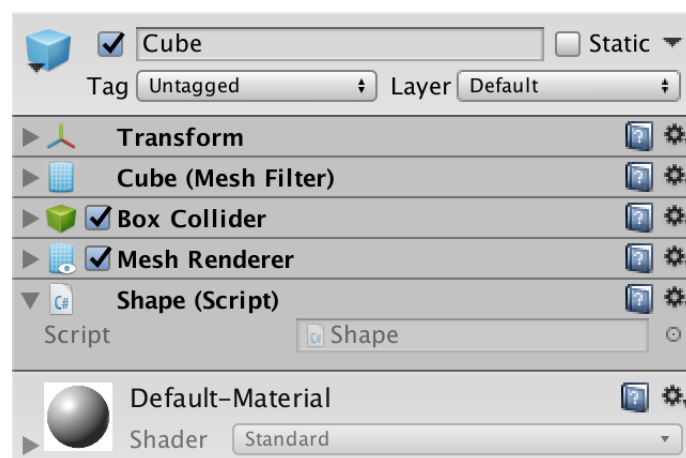 Cube Static
Tag Untagged Layer Default
Transform
Cube (Mesh Filter)
Box Collider
Mesh Renderer
C# Shape (Script)
Script C# Shape
Default-Material
Shader Standard